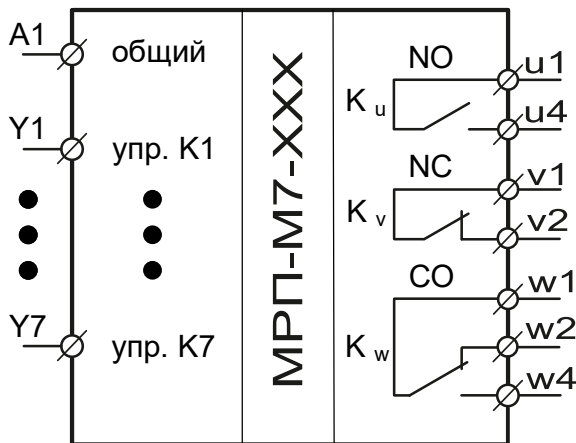 A1
общий
Y1
упр. K1
Y7
упр. K7
МРП-М7-XXX
NO
K u
u1
u4
NC
K v
v1
v2
CO
K w
w1
w2
w4